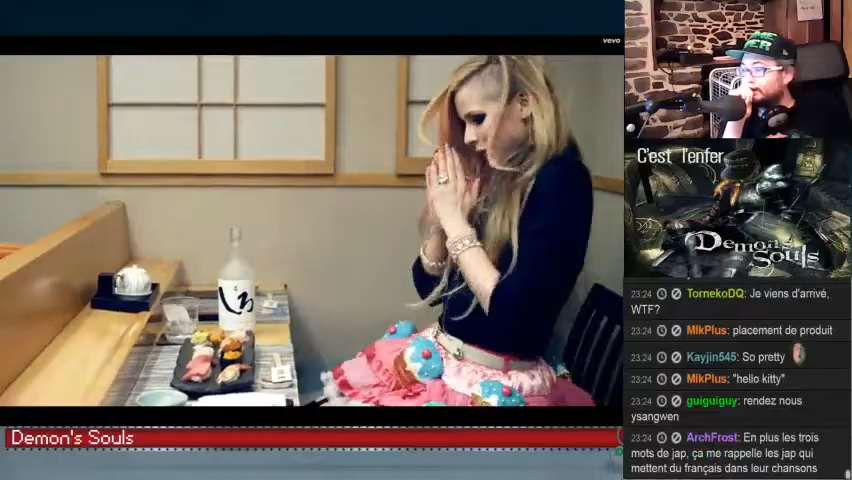 vevo
しろ
C'est l'enfer
Demon's Souls
23:24 TornekoDQ: Je viens d'arrivé,
WTF?
23:24 MlkPlus: placement de produit
23:24 Kayjin545: So pretty
23:24 MlkPlus: "hello kitty"
23:24 guiguiguy: rendez nous
ysangwen
23:24 ArchFrost: En plus les trois
mots de jap, ça me rappelle les jap qui
mettent du français dans leur chansons
Demon's Souls